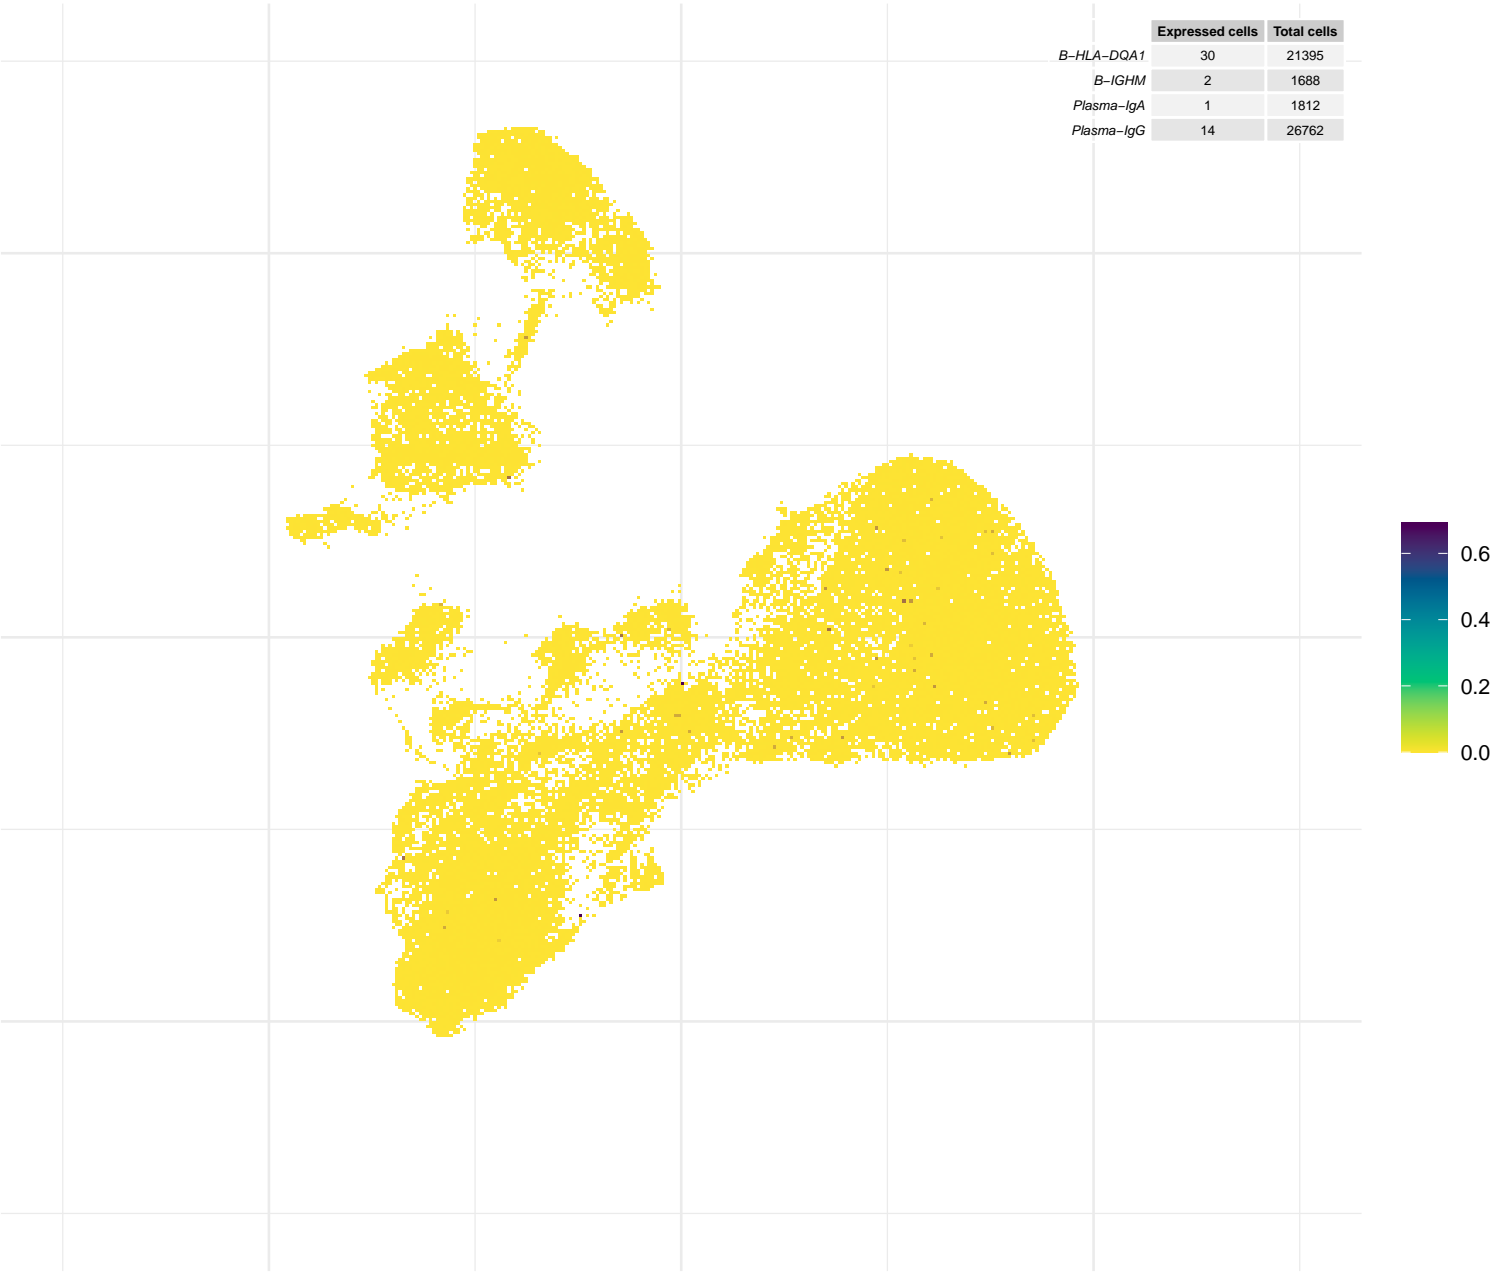 Expressed cells Total cells
B−HLA−DQA1 30 21395
B−IGHM 2 1688
Plasma−IgA 1 1812
Plasma−IgG 14 26762
0.6
0.4
0.2
0.0